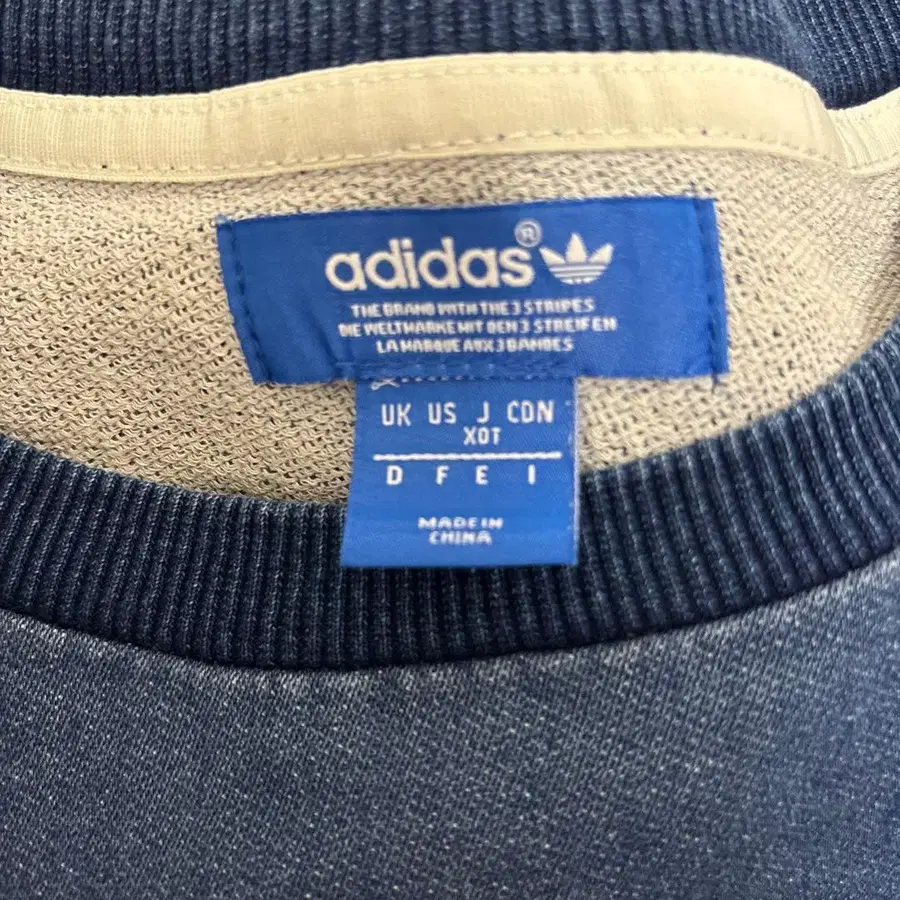 adidas®
THE BRAND WITH THE 3 STRIPES
DIE WELTMARKE MIT DEN 3 STREIFEN
LA MARQUE AUX 3 BANDES
UK US J CDN
XOT
D F E I
MADE IN
CHINA